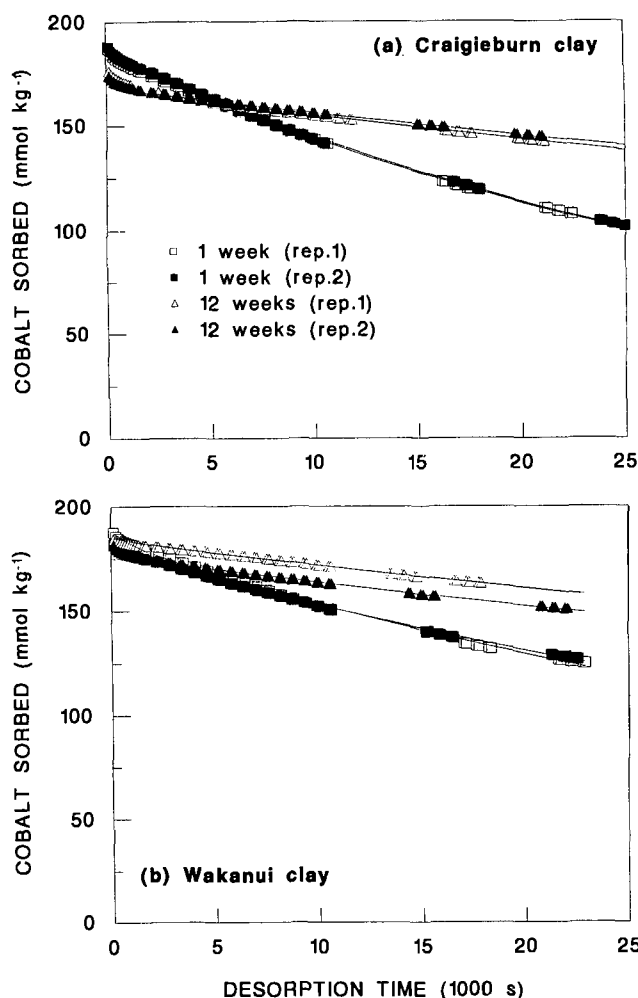 200
150
100
50
0
COBALT SORBED (mmol kg⁻¹)
(a) Craigieburn clay
1 week (rep.1)
1 week (rep.2)
12 weeks (rep.1)
12 weeks (rep.2)
0 5 10 15 20 25
200
150
100
50
0
COBALT SORBED (mmol kg⁻¹)
(b) Wakanui clay
0 5 10 15 20 25
DESORPTION TIME (1000 s)